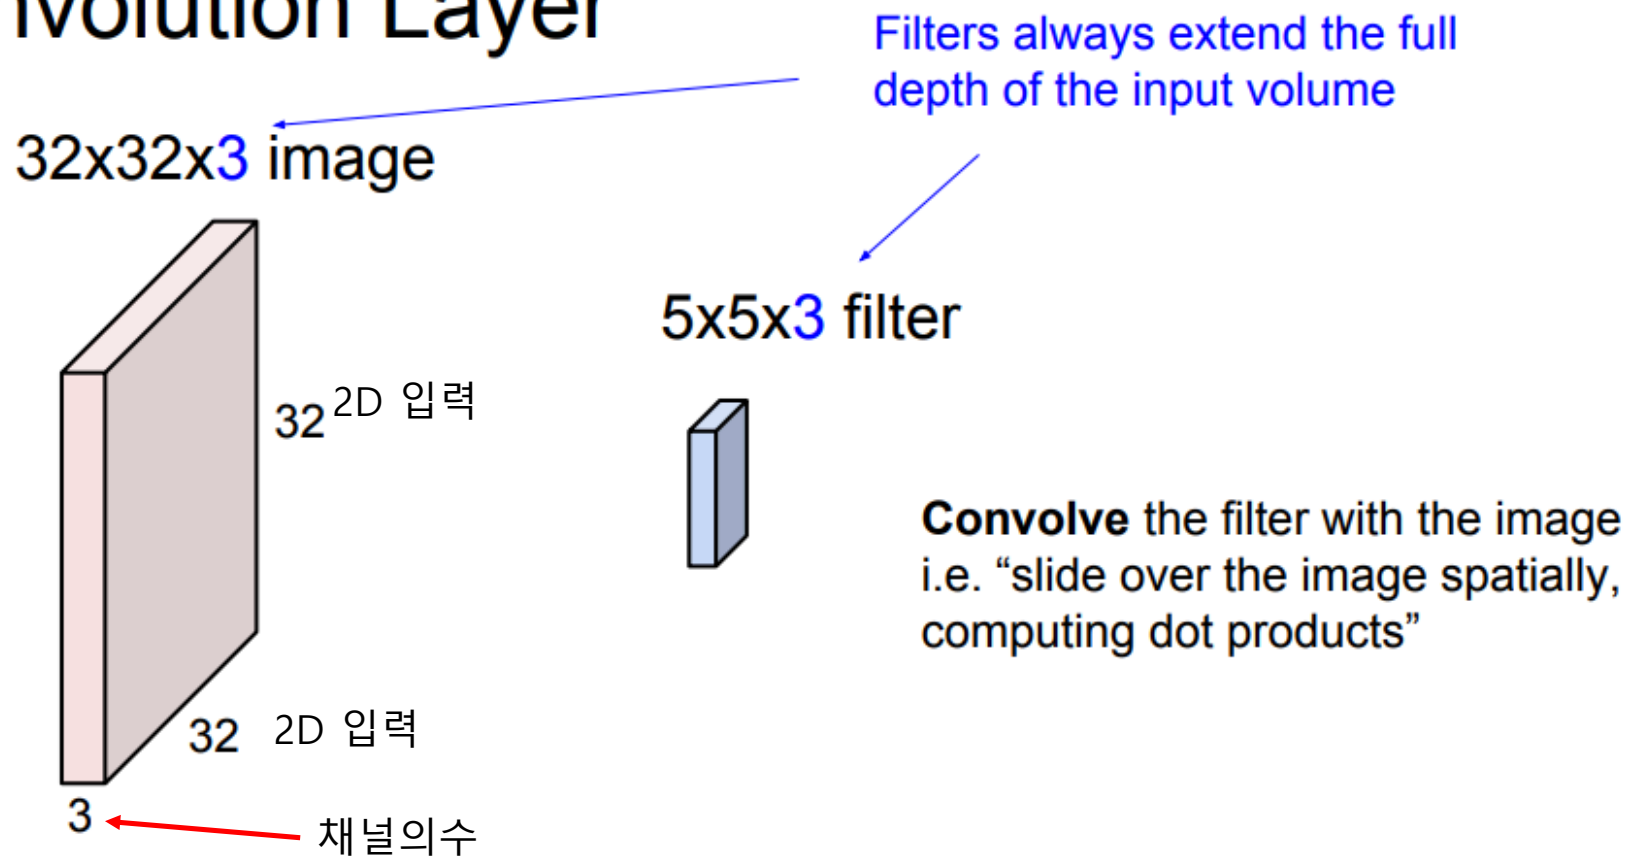 nvolution Layer
Filters always extend the full
depth of the input volume
32x32x3 image
5x5x3 filter
32 2D 입력
Convolve the filter with the image
i.e. “slide over the image spatially,
computing dot products”
32 2D 입력
3
채널의수